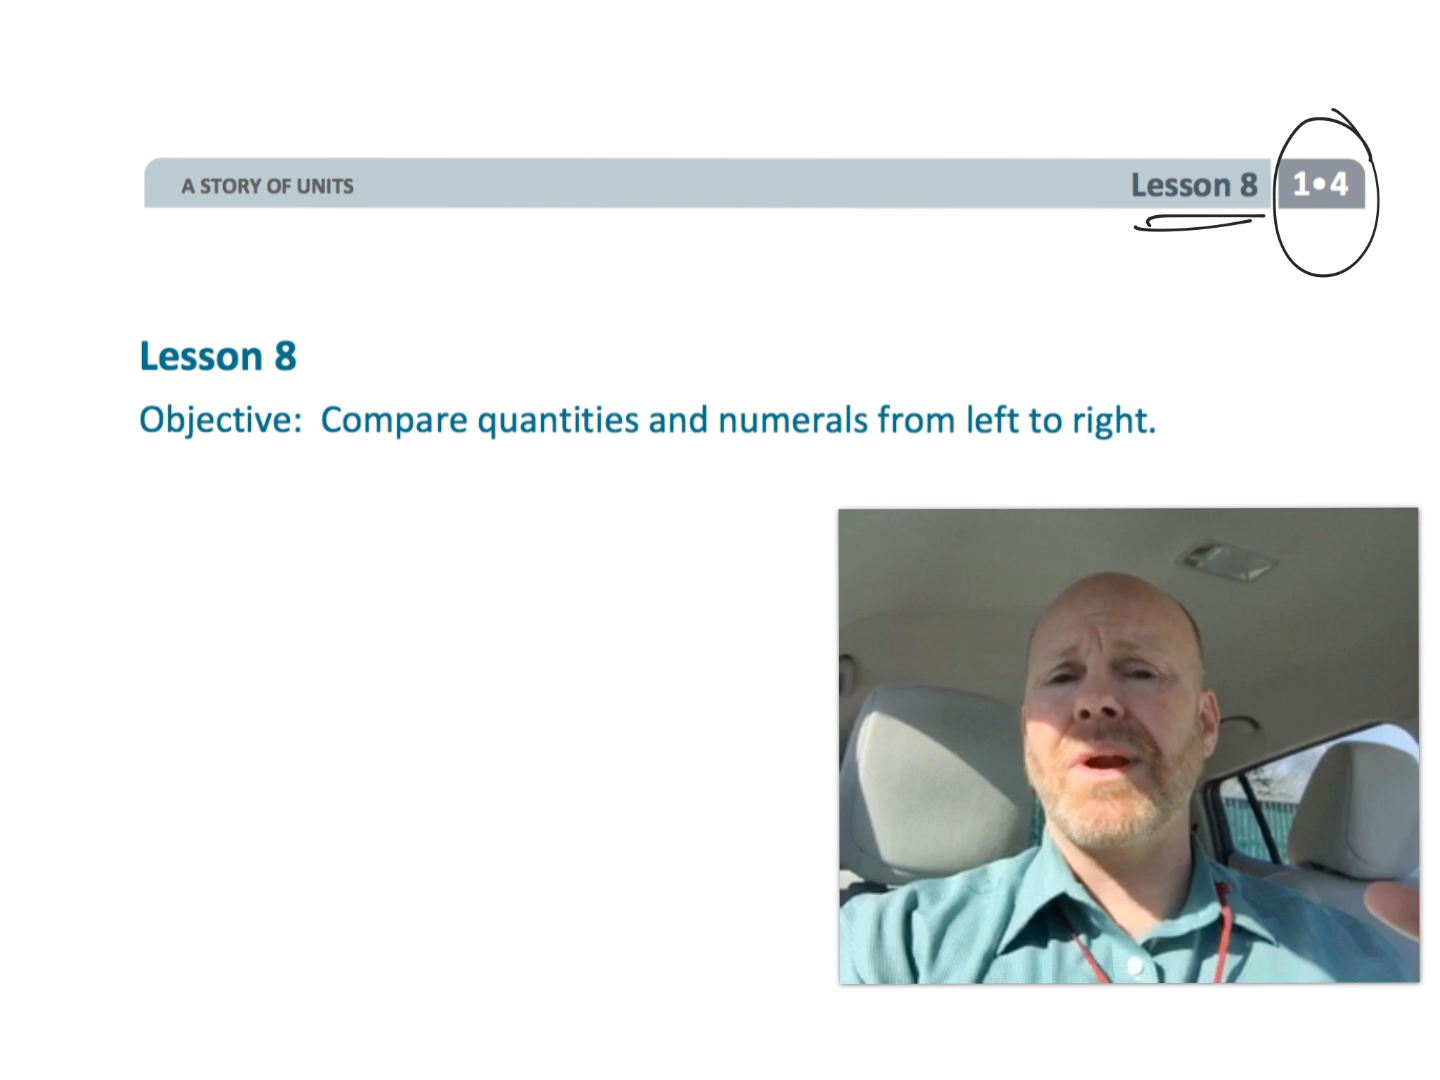 A STORY OF UNITS
Lesson 8
1•4
Lesson 8
Objective: Compare quantities and numerals from left to right.